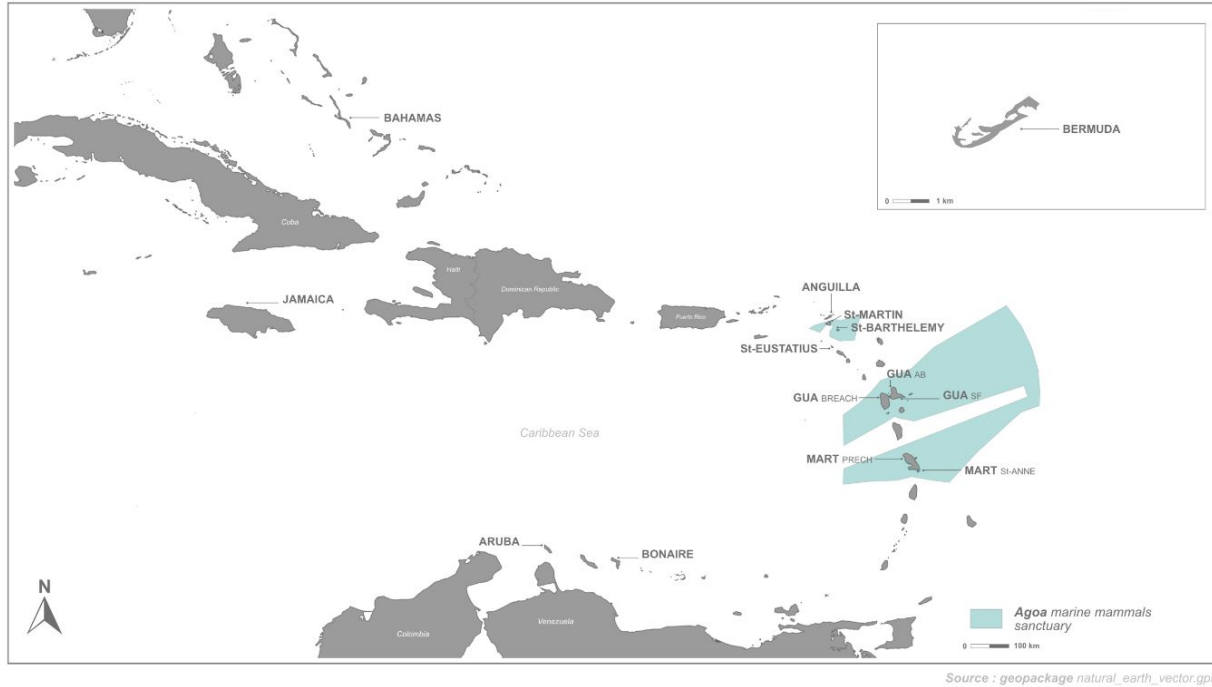 BAHAMAS
BERMUDA
0 1 km
Cuba
Haïti
Dominican Republic
JAMAICA
Puerto Rico
ANGUILLA
St-MARTIN
St-BARTHELEMY
St-EUSTATIUS
GUA AB
GUA BREACH
GUA SF
Caribbean Sea
MART PRECH
MART St-ANNE
ARUBA
BONAIRE
N
Colombia
Venezuela
Agoa marine mammals
sanctuary
0 100 km
Source : geopackage natural_earth_vector.gp